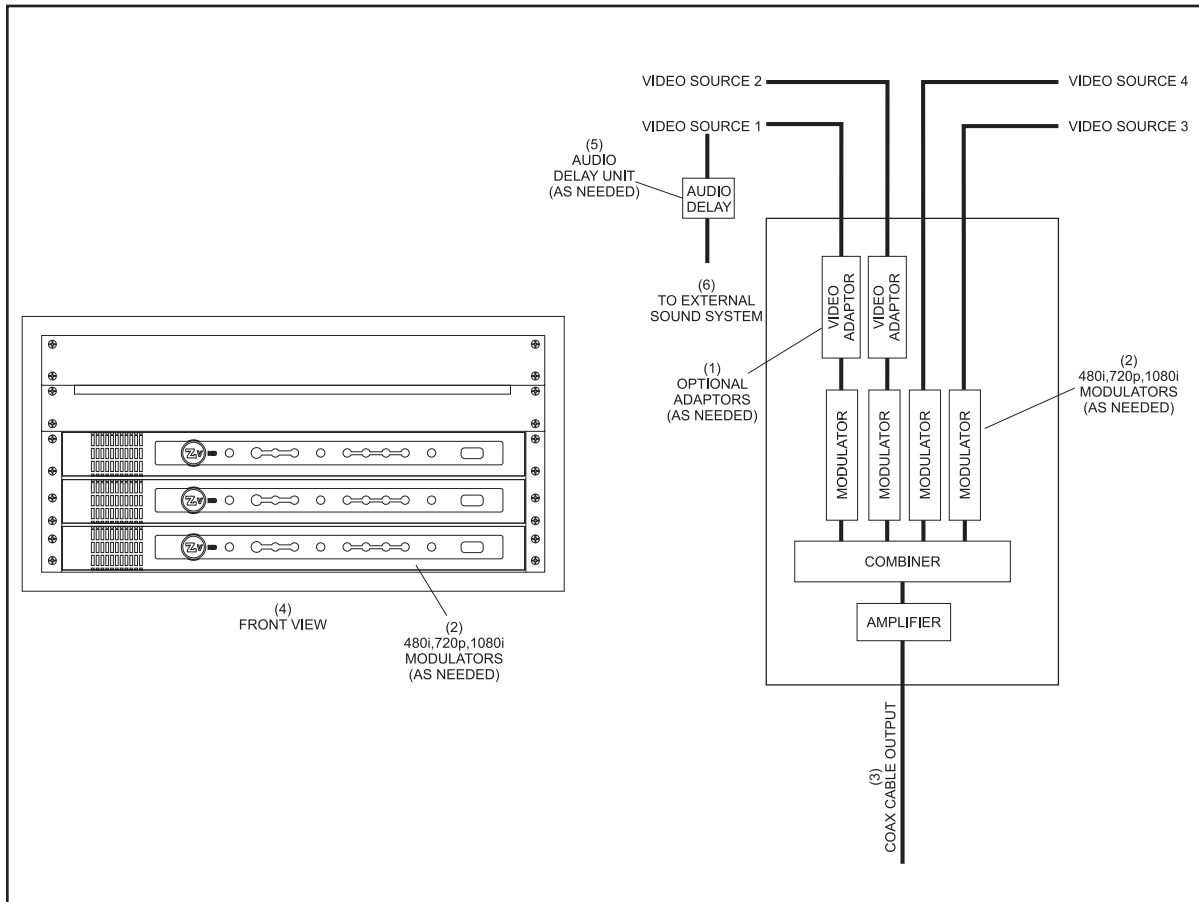 VIDEO SOURCE 2
VIDEO SOURCE 4
VIDEO SOURCE 1
VIDEO SOURCE 3
(5)
AUDIO
DELAY UNIT
(AS NEEDED)
AUDIO
DELAY
(6)
TO EXTERNAL
SOUND SYSTEM
VIDEO
ADAPTOR
VIDEO
ADAPTOR
(1)
OPTIONAL
ADAPTORS
(AS NEEDED)
(2)
480i,720p,1080i
MODULATORS
(AS NEEDED)
MODULATOR
MODULATOR
MODULATOR
MODULATOR
COMBINER
AMPLIFIER
(3)
COAX CABLE OUTPUT
Zv
Zv
Zv
(4)
FRONT VIEW
(2)
480i,720p,1080i
MODULATORS
(AS NEEDED)